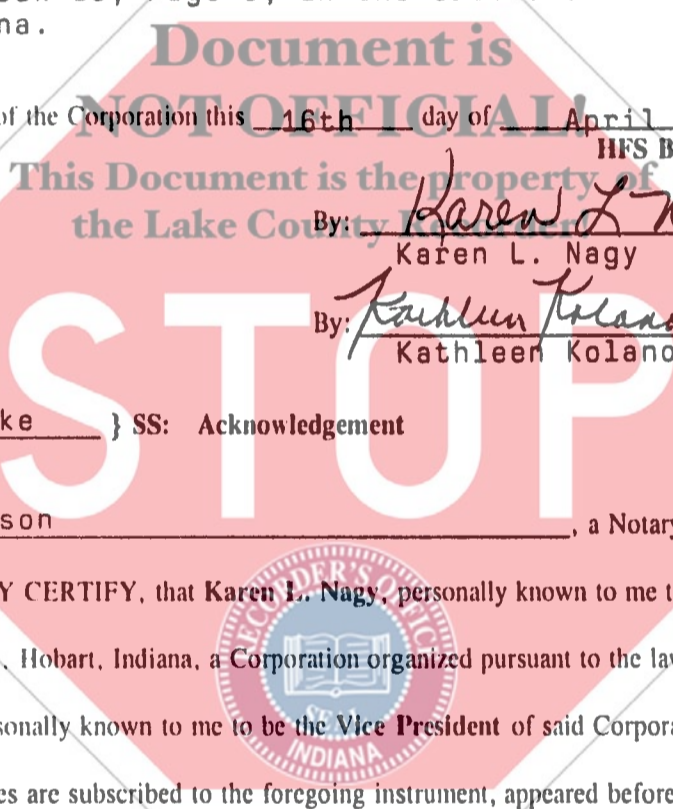 na.
Document is
of the Corporation this 16th day of April
NOT OFFICIAL!
HFS B
This Document is the property of
the Lake County Recorder!
By: Karen L N
Karen L. Nagy
By: Kathleen Kolano
Kathleen Kolano
STOP
ke } SS: Acknowledgement
son , a Notary
Y CERTIFY, that Karen L. Nagy, personally known to me t
. Hobart, Indiana, a Corporation organized pursuant to the law
sonally known to me to be the Vice President of said Corpora
es are subscribed to the foregoing instrument, appeared before
RECORDER'S OFFICE
SEAL
INDIANA